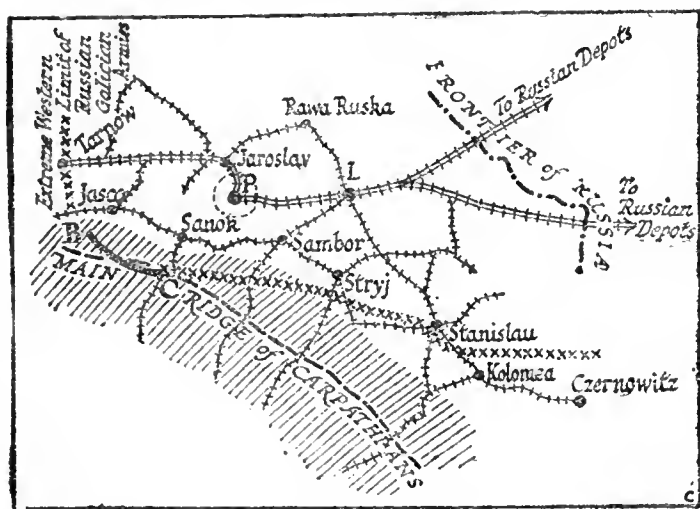 Extreme Western
Limit of
Russian
Galician
Armies
Tarnow
Rawa Ruska
To Russian Depots
FRONTIER of RUSSIA
To
Russian
Depots
Jaroslav
P
L
Jasco
Sanok
Sambor
B
MAIN RIDGE of CARPATHIANS
C
Stryj
Stanislau
Kolomea
Czernowitz
C